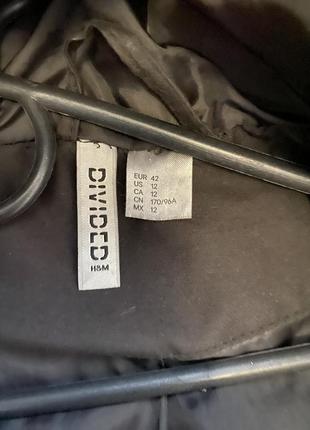 DIVIDED
H&M
EUR 42
US 12
CA 12
CN 170/96A
MX 12